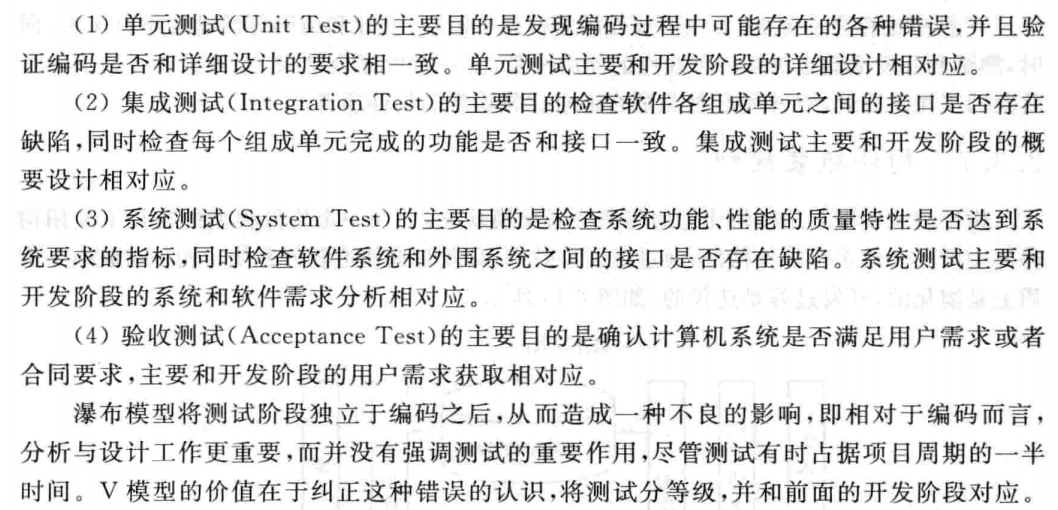 (1) 单元测试(Unit Test)的主要目的是发现编码过程中可能存在的各种错误,并且验
证编码是否和详细设计的要求相一致。单元测试主要和开发阶段的详细设计相对应。
(2) 集成测试(Integration Test)的主要目的检查软件各组成单元之间的接口是否存在
缺陷,同时检查每个组成单元完成的功能是否和接口一致。集成测试主要和开发阶段的概
要设计相对应。
(3) 系统测试(System Test)的主要目的是检查系统功能、性能的质量特性是否达到系
统要求的指标,同时检查软件系统和外围系统之间的接口是否存在缺陷。系统测试主要和
开发阶段的系统和软件需求分析相对应。
(4) 验收测试(Acceptance Test)的主要目的是确认计算机系统是否满足用户需求或者
合同要求,主要和开发阶段的用户需求获取相对应。
瀑布模型将测试阶段独立于编码之后,从而造成一种不良的影响,即相对于编码而言,
分析与设计工作更重要,而并没有强调测试的重要作用,尽管测试有时占据项目周期的一半
时间。V 模型的价值在于纠正这种错误的认识,将测试分等级,并和前面的开发阶段对应。